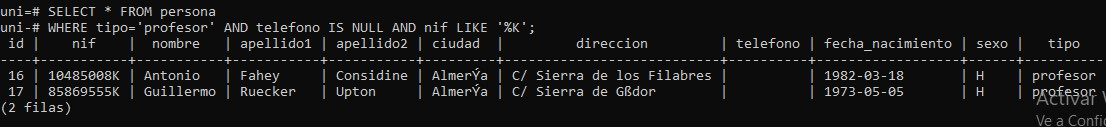 uni=# SELECT * FROM persona
uni-# WHERE tipo='profesor' AND telefono IS NULL AND nif LIKE '%K';
 id |    nif    |  nombre   | apellido1 | apellido2 | ciudad  |         direccion          | telefono | fecha_nacimiento | sexo |   tipo
----+-----------+-----------+-----------+-----------+---------+----------------------------+----------+------------------+------+----------
 16 | 10485008K | Antonio   | Fahey     | Considine | AlmerÝa | C/ Sierra de los Filabres |          | 1982-03-18       | H    | profesor
 17 | 85869555K | Guillermo | Ruecker   | Upton     | AlmerÝa | C/ Sierra de Gßdor         |          | 1973-05-05       | H    | profesor
(2 filas)
Activar
Ve a Config